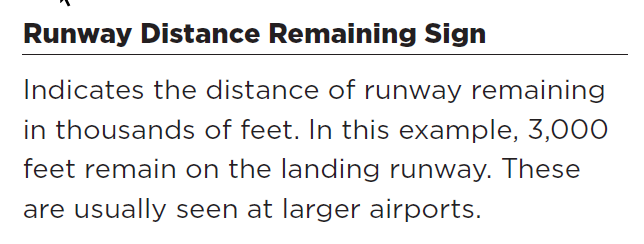 Runway Distance Remaining Sign
Indicates the distance of runway remaining
in thousands of feet. In this example, 3,000
feet remain on the landing runway. These
are usually seen at larger airports.